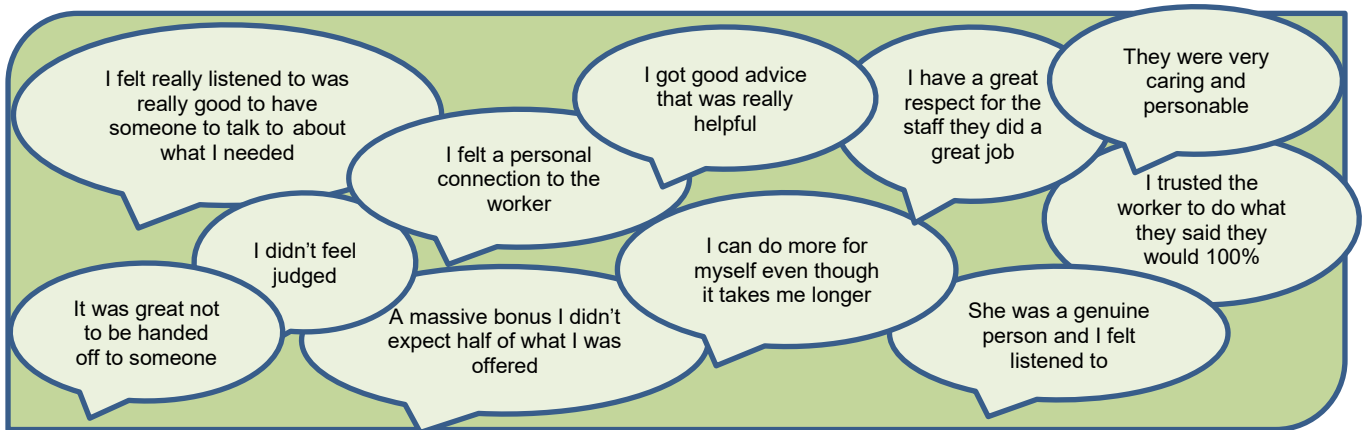 I felt really listened to was
really good to have
someone to talk to about
what I needed
I felt a personal
connection to the
worker
I got good advice
that was really
helpful
I have a great
respect for the
staff they did a
great job
They were very
caring and
personable
I didn’t feel
judged
I can do more for
myself even though
it takes me longer
I trusted the
worker to do what
they said they
would 100%
It was great not
to be handed
off to someone
A massive bonus I didn’t
expect half of what I was
offered
She was a genuine
person and I felt
listened to